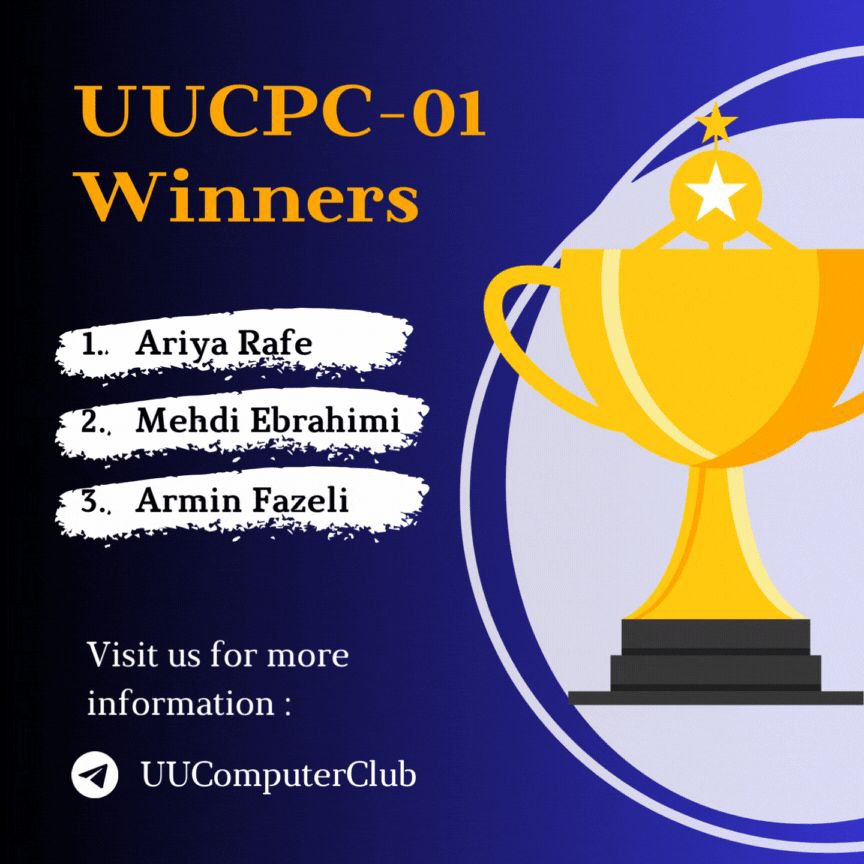 UUCPC-01
Winners
1.. Ariya Rafe
2.. Mehdi Ebrahimi
3.. Armin Fazeli
Visit us for more
information :
UUComputerClub